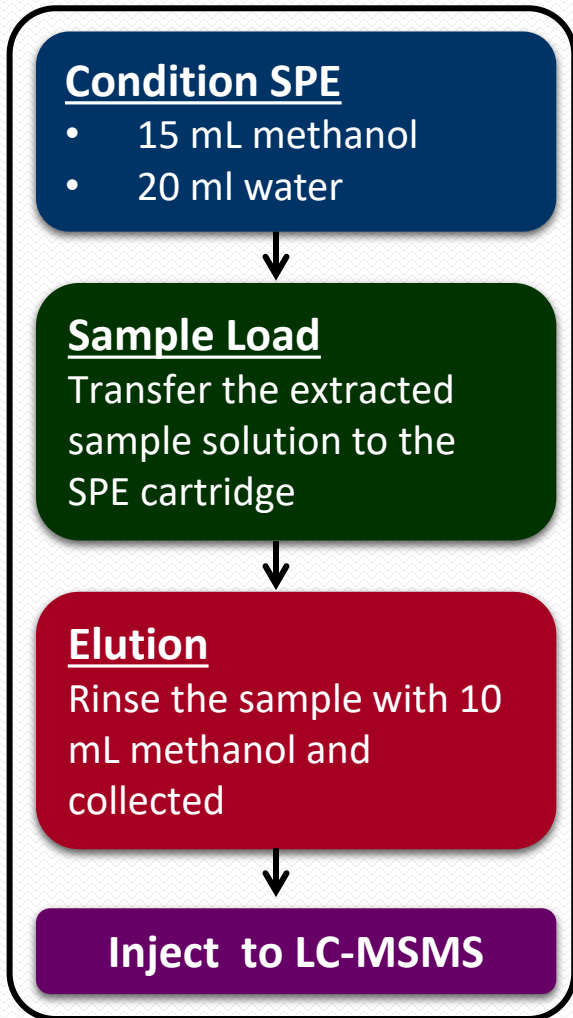 Condition SPE
• 15 mL methanol
• 20 ml water
Sample Load
Transfer the extracted
sample solution to the
SPE cartridge
Elution
Rinse the sample with 10
mL methanol and
collected
Inject to LC-MSMS